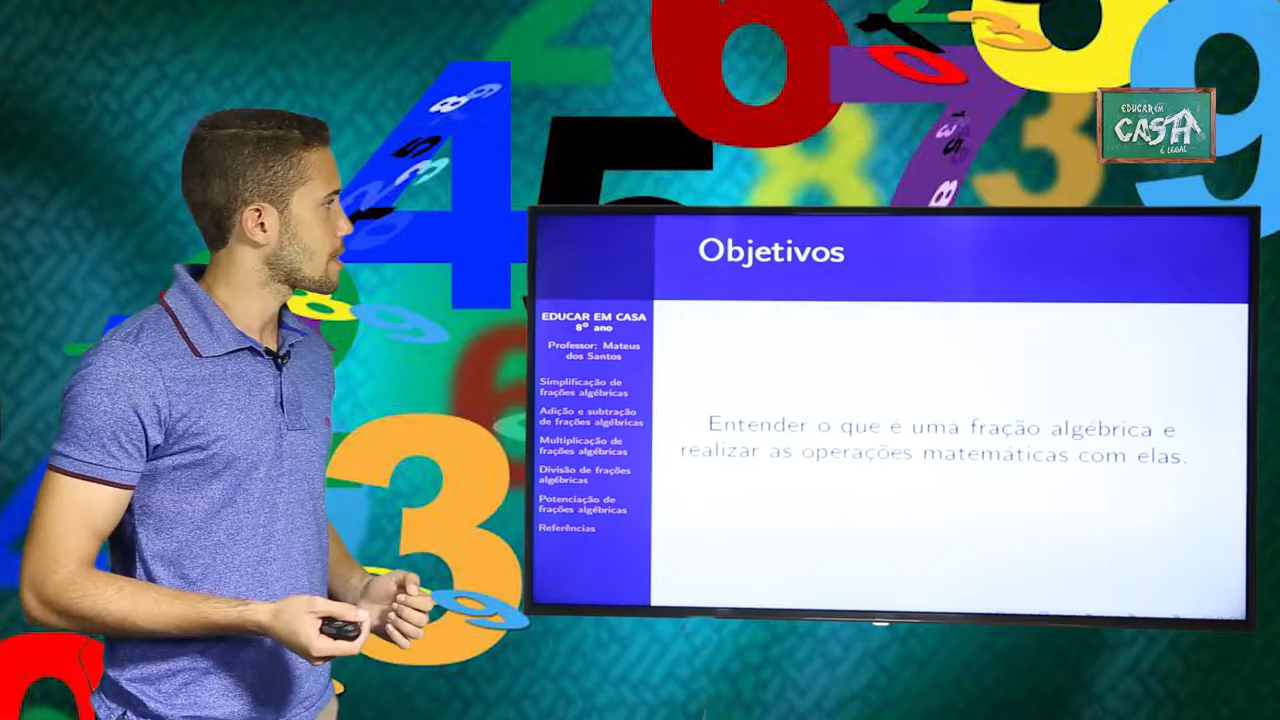 EDUCAR EM
CASA
É LEGAL
Objetivos
EDUCAR EM CASA
8º ano
Professor: Mateus
dos Santos
Simplificação de
frações algébricas
Adição e subtração
de frações algébricas
Multiplicação de
frações algébricas
Divisão de frações
algébricas
Potenciação de
frações algébricas
Referências
Entender o que é uma fração algébrica e
realizar as operações matemáticas com elas.